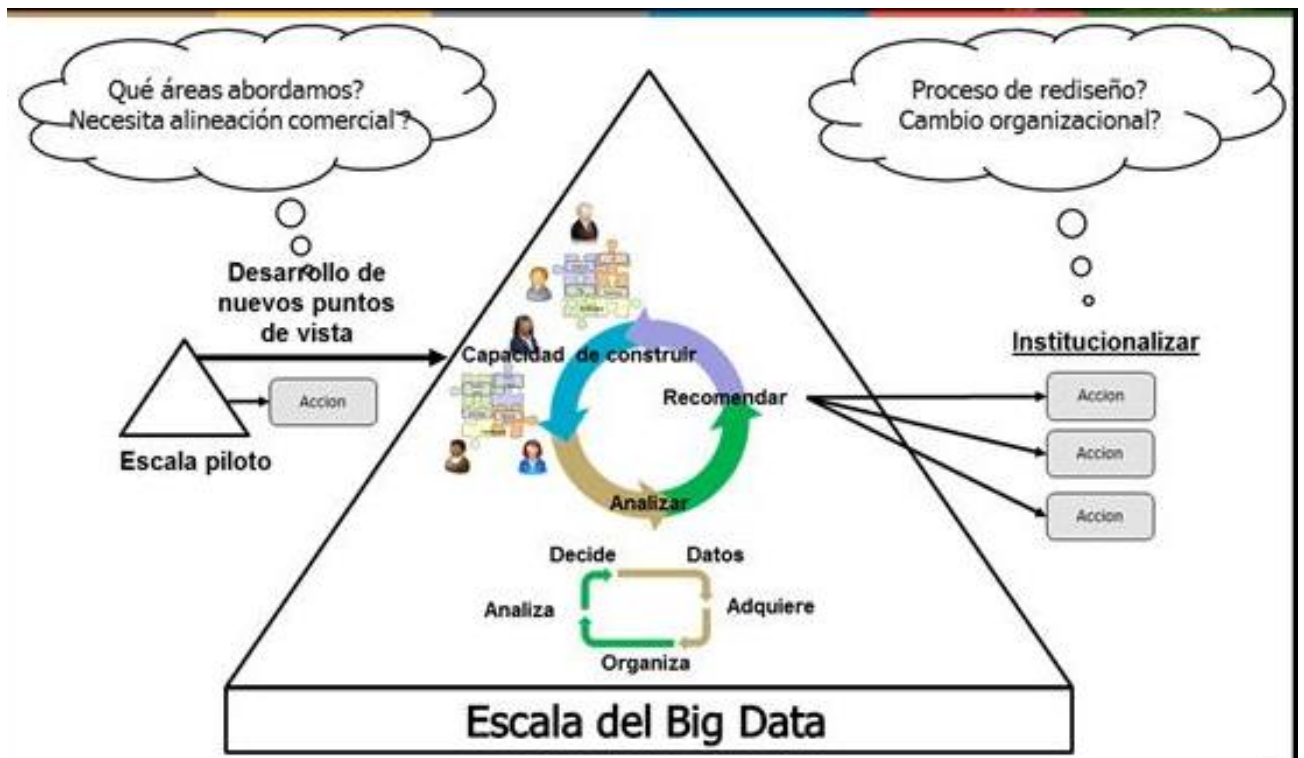 Qué áreas abordamos?
Necesita alineación comercial ?
Proceso de rediseño?
Cambio organizacional?
Desarrollo de
nuevos puntos
de vista
Accion
Escala piloto
Capacidad de construir
Recomendar
Analizar
Institucionalizar
Accion
Accion
Accion
Decide
Datos
Analiza
Adquiere
Organiza
Escala del Big Data